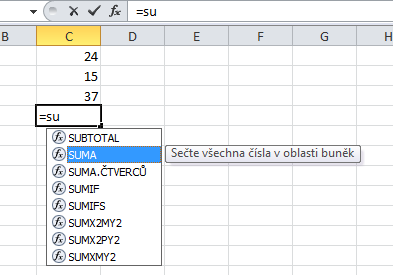 fx =su
B C D E F G H
24
15
37
=su
SUBTOTAL
SUMA Sečte všechna čísla v oblasti buněk
SUMA.ČTVERCŮ
SUMIF
SUMIFS
SUMX2MY2
SUMX2PY2
SUMXMY2